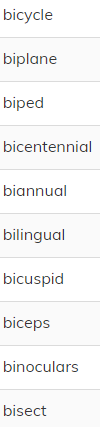 bicycle
biplane
biped
bicentennial
biannual
bilingual
bicuspid
biceps
binoculars
bisect